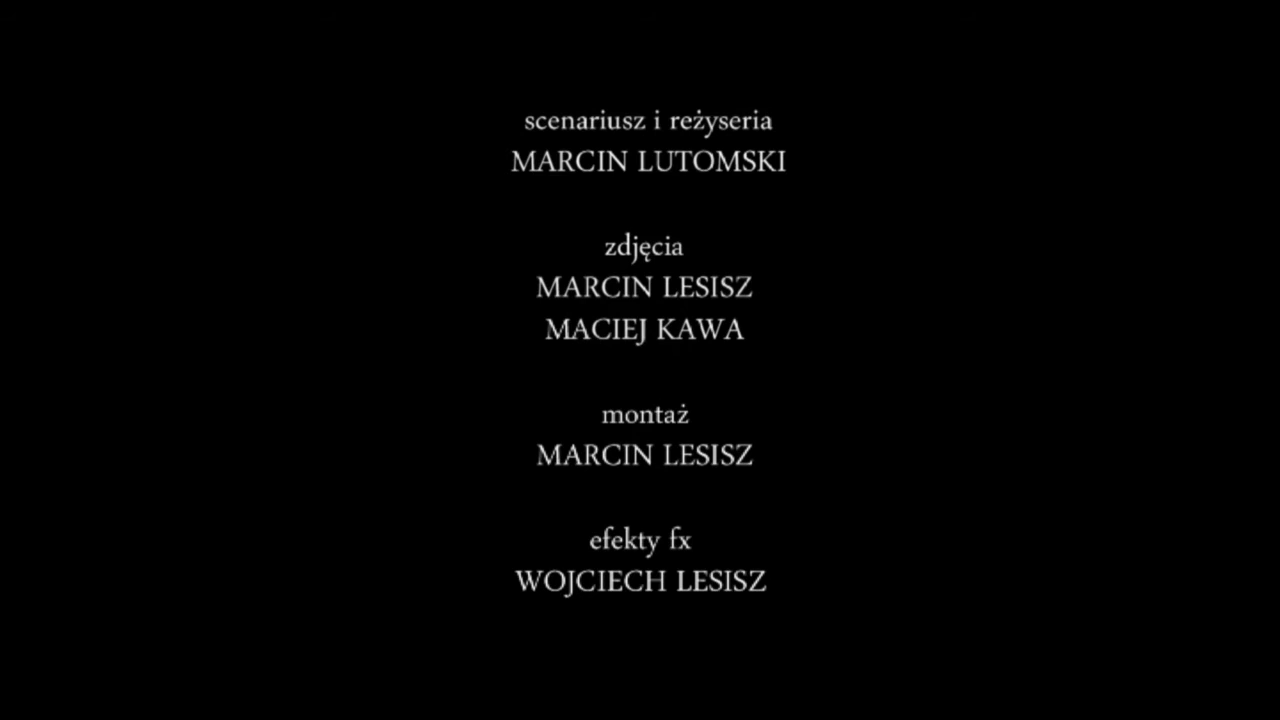 scenariusz i reżyseria
MARCIN LUTOMSKI
zdjęcia
MARCIN LESISZ
MACIEJ KAWA
montaż
MARCIN LESISZ
efekty fx
WOJCIECH LESISZ